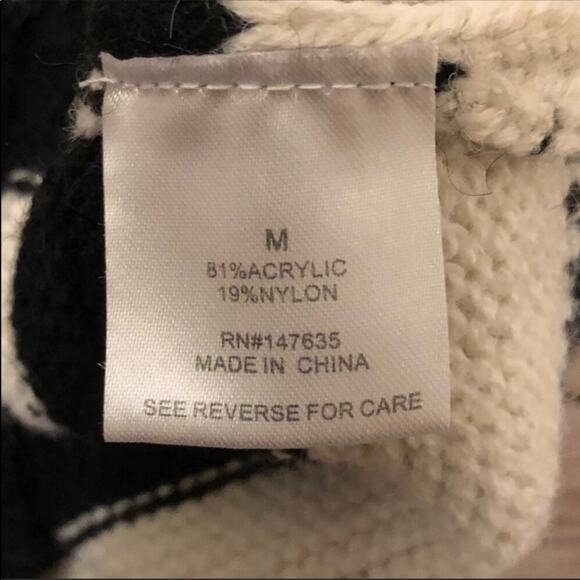 M
81%ACRYLIC
19%NYLON
RN#147635
MADE IN CHINA
SEE REVERSE FOR CARE